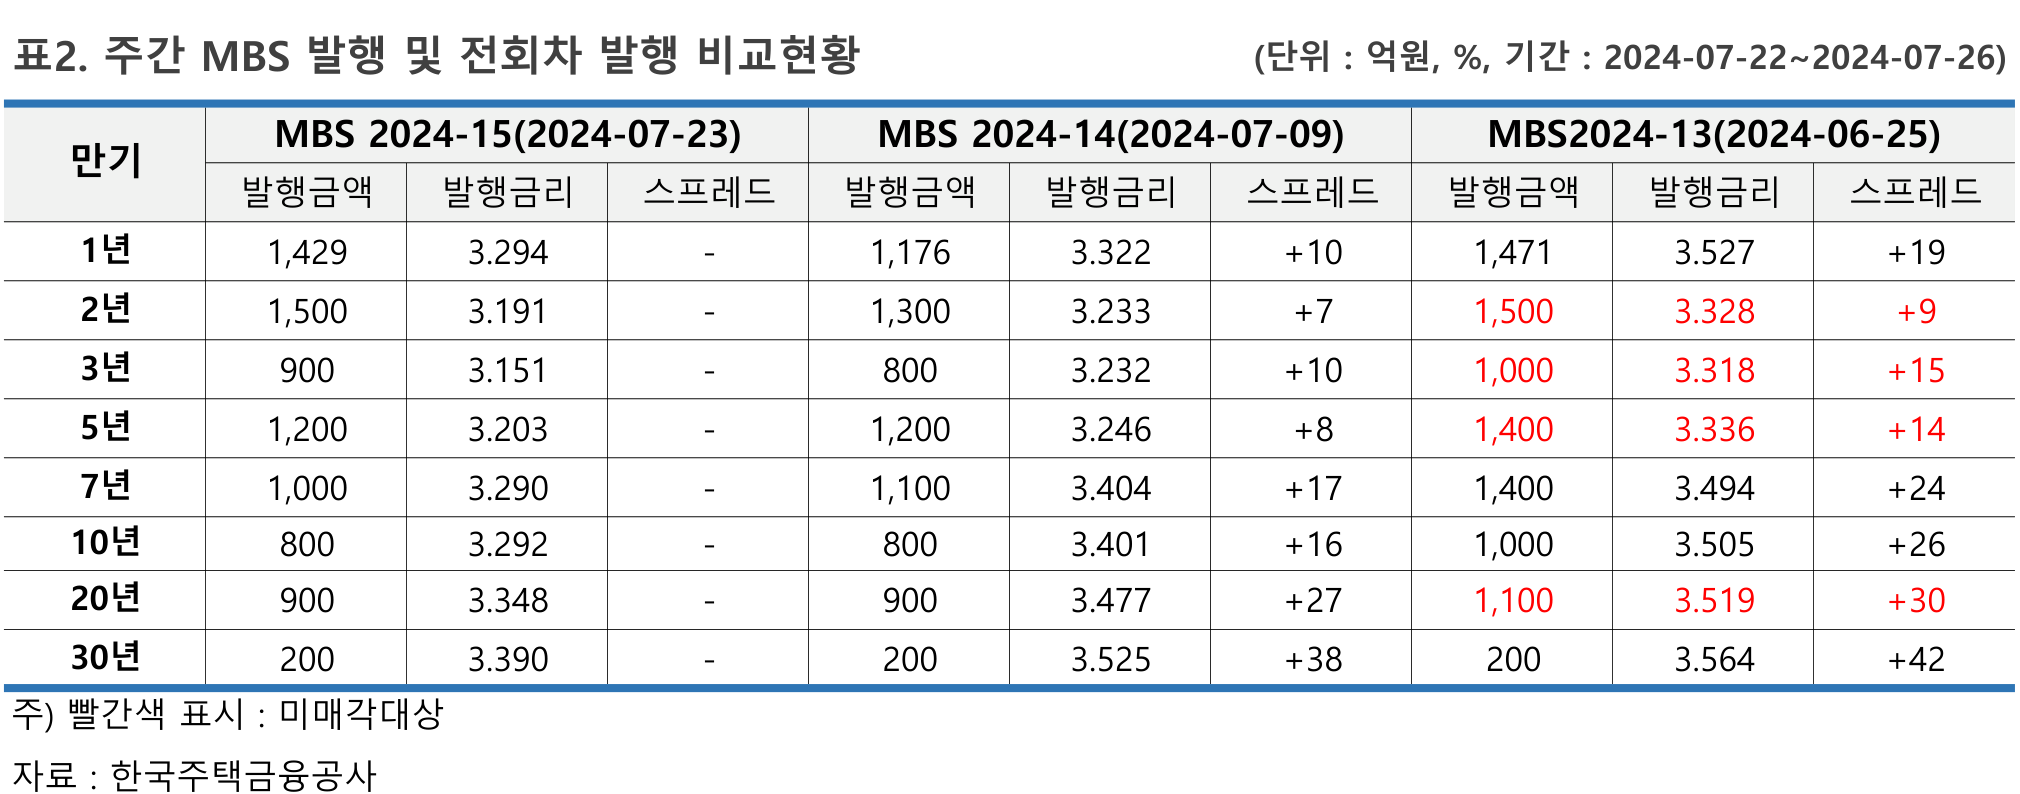 표2. 주간 MBS 발행 및 전회차 발행 비교현황 (단위 : 억원, %, 기간 : 2024-07-22~2024-07-26)
만기 MBS 2024-15(2024-07-23) MBS 2024-14(2024-07-09) MBS2024-13(2024-06-25)
발행금액 발행금리 스프레드 발행금액 발행금리 스프레드 발행금액 발행금리 스프레드
1년 1,429 3.294 - 1,176 3.322 +10 1,471 3.527 +19
2년 1,500 3.191 - 1,300 3.233 +7 1,500 3.328 +9
3년 900 3.151 - 800 3.232 +10 1,000 3.318 +15
5년 1,200 3.203 - 1,200 3.246 +8 1,400 3.336 +14
7년 1,000 3.290 - 1,100 3.404 +17 1,400 3.494 +24
10년 800 3.292 - 800 3.401 +16 1,000 3.505 +26
20년 900 3.348 - 900 3.477 +27 1,100 3.519 +30
30년 200 3.390 - 200 3.525 +38 200 3.564 +42
주) 빨간색 표시 : 미매각대상
자료 : 한국주택금융공사